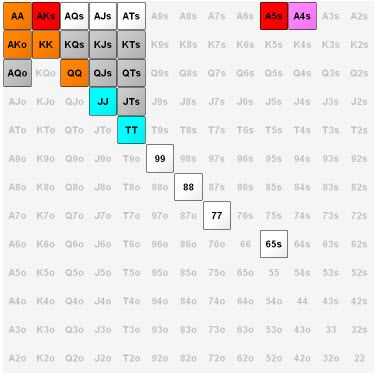 AA AKs AQs AJs ATs A9s A8s A7s A6s A5s A4s A3s A2s
AKo KK KQs KJs KTs K9s K8s K7s K6s K5s K4s K3s K2s
AQo KQo QQ QJs QTs Q9s Q8s Q7s Q6s Q5s Q4s Q3s Q2s
AJo KJo QJo JJ JTs J9s J8s J7s J6s J5s J4s J3s J2s
ATo KTo QTo JTo TT T9s T8s T7s T6s T5s T4s T3s T2s
A9o K9o Q9o J9o T9o 99 98s 97s 96s 95s 94s 93s 92s
A8o K8o Q8o J8o T8o 98o 88 87s 86s 85s 84s 83s 82s
A7o K7o Q7o J7o T7o 97o 87o 77 76s 75s 74s 73s 72s
A6o K6o Q6o J6o T6o 96o 86o 76o 66 65s 64s 63s 62s
A5o K5o Q5o J5o T5o 95o 85o 75o 65o 55 54s 53s 52s
A4o K4o Q4o J4o T4o 94o 84o 74o 64o 54o 44 43s 42s
A3o K3o Q3o J3o T3o 93o 83o 73o 63o 53o 43o 33 32s
A2o K2o Q2o J2o T2o 92o 82o 72o 62o 52o 42o 32o 22